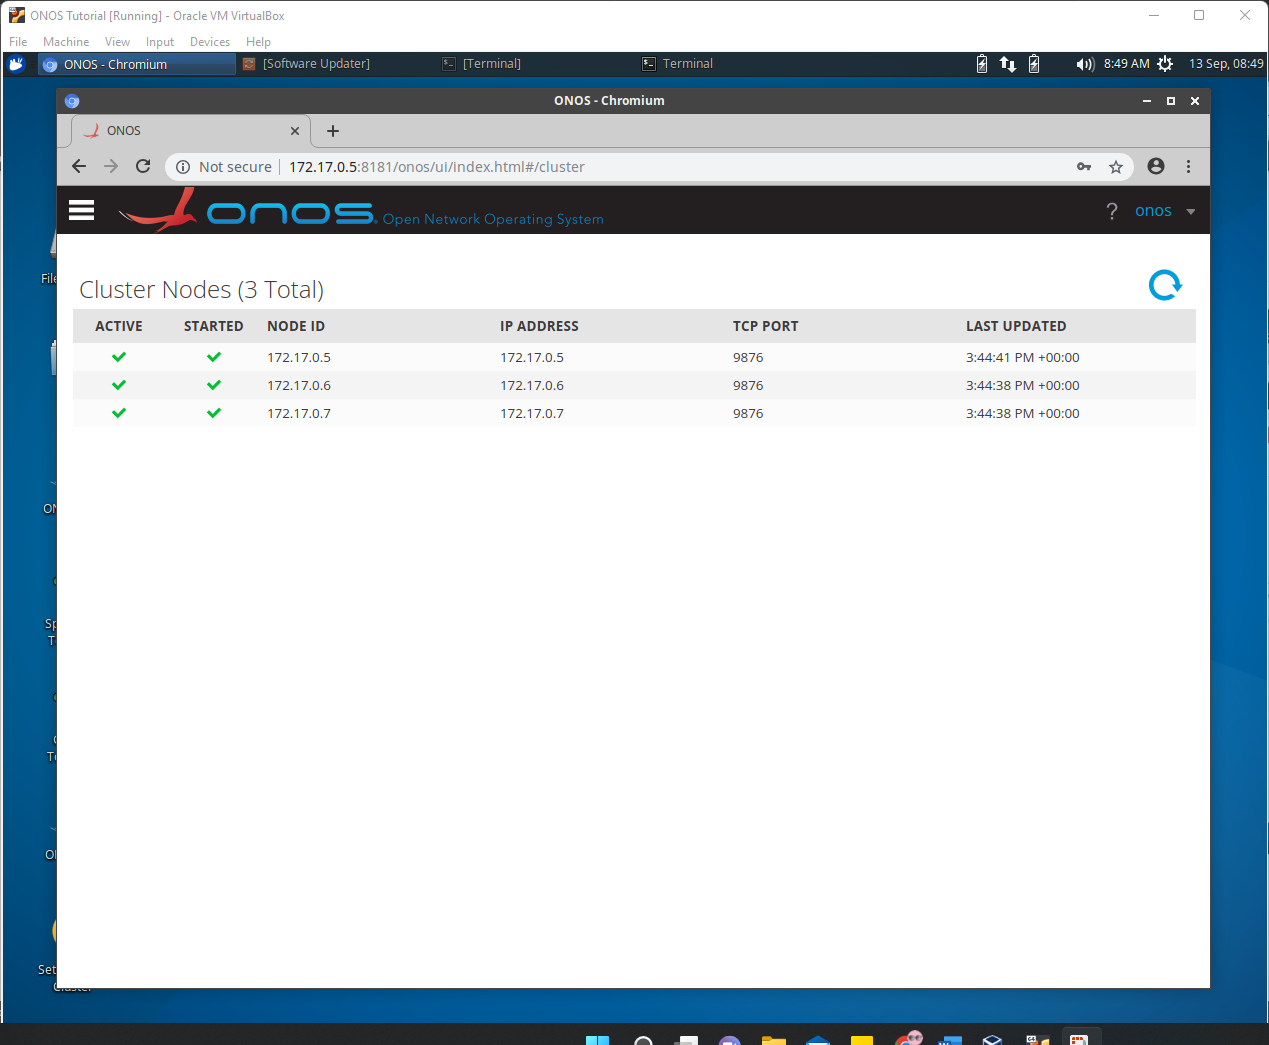 ONOS Tutorial [Running] - Oracle VM VirtualBox
File Machine View Input Devices Help
ONOS - Chromium [Software Updater] [Terminal] Terminal 8:49 AM 13 Sep, 08:49
ONOS - Chromium
ONOS
Not secure 172.17.0.5:8181/onos/ui/index.html#/cluster
onos Open Network Operating System ? onos
Cluster Nodes (3 Total)
ACTIVE STARTED NODE ID IP ADDRESS TCP PORT LAST UPDATED
172.17.0.5 172.17.0.5 9876 3:44:41 PM +00:00
172.17.0.6 172.17.0.6 9876 3:44:38 PM +00:00
172.17.0.7 172.17.0.7 9876 3:44:38 PM +00:00
File
Set
Cluster